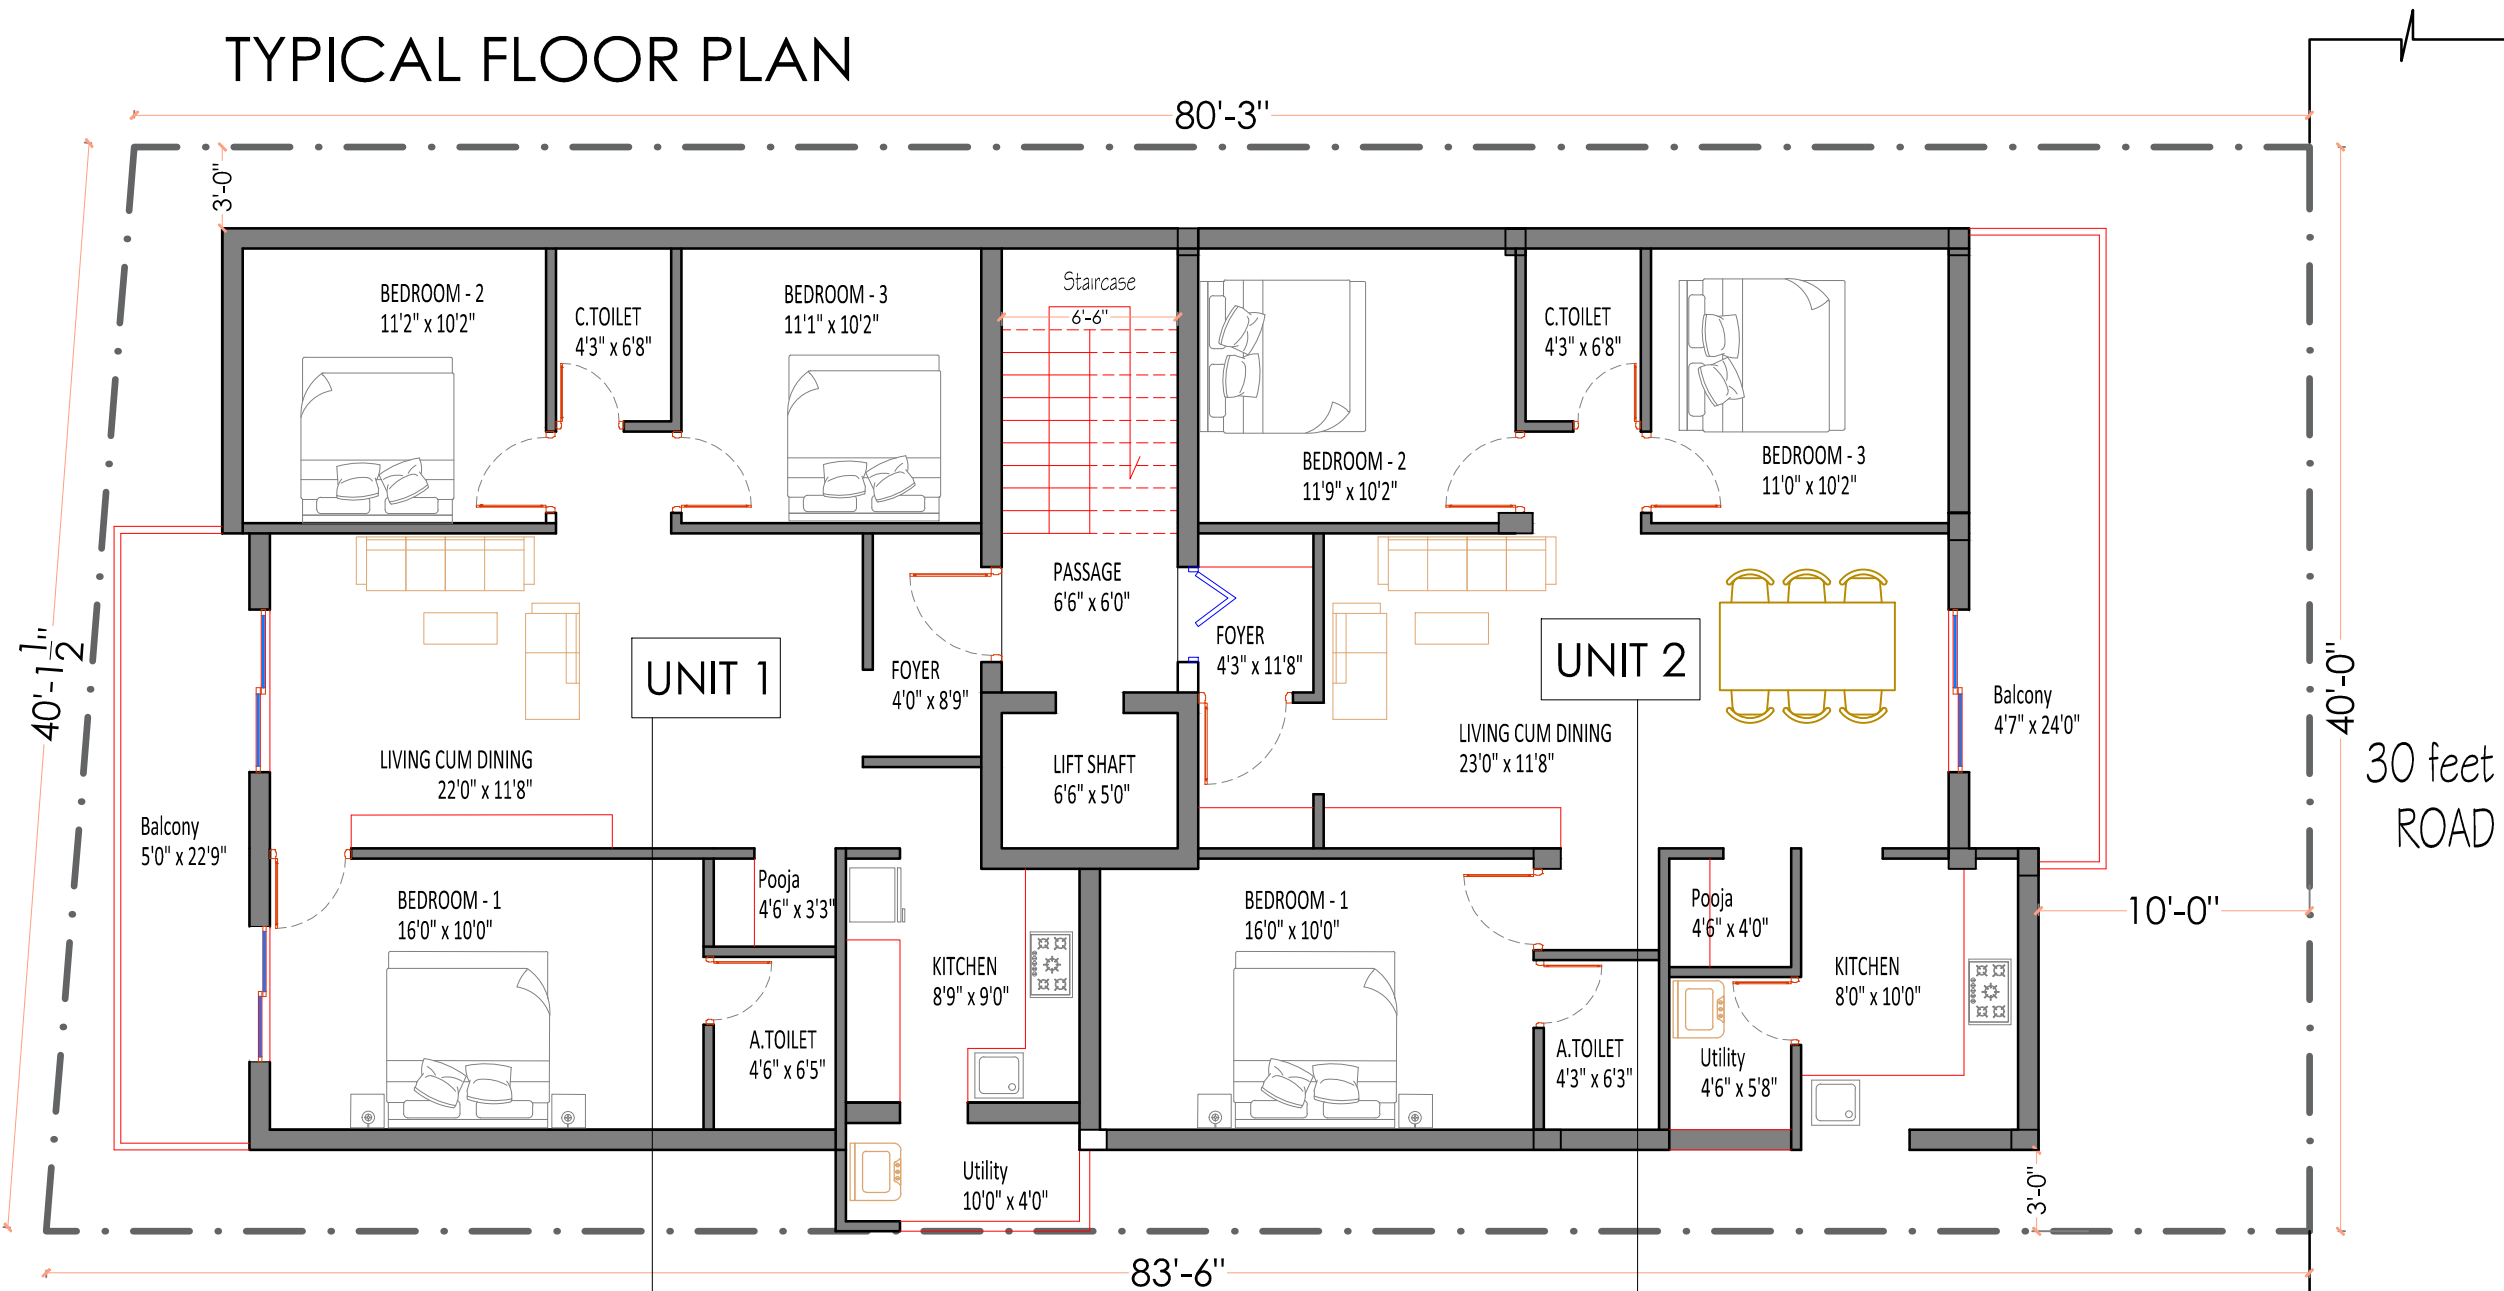 TYPICAL FLOOR PLAN
80'-3"
3'-0"
BEDROOM - 2
11'2" x 10'2"
C.TOILET
4'3" x 6'8"
BEDROOM - 3
11'1" x 10'2"
Staircase
6'-6"
C.TOILET
4'3" x 6'8"
BEDROOM - 2
11'9" x 10'2"
BEDROOM - 3
11'0" x 10'2"
PASSAGE
6'6" x 6'0"
FOYER
4'0" x 8'9"
FOYER
4'3" x 11'8"
UNIT 1
UNIT 2
40'-1 1/2"
40'-0"
Balcony
4'7" x 24'0"
30 feet
ROAD
LIVING CUM DINING
22'0" x 11'8"
LIFT SHAFT
6'6" x 5'0"
LIVING CUM DINING
23'0" x 11'8"
Balcony
5'0" x 22'9"
BEDROOM - 1
16'0" x 10'0"
Pooja
4'6" x 3'3"
BEDROOM - 1
16'0" x 10'0"
Pooja
4'6" x 4'0"
10'-0"
KITCHEN
8'9" x 9'0"
KITCHEN
8'0" x 10'0"
A.TOILET
4'6" x 6'5"
A.TOILET
4'3" x 6'3"
Utility
4'6" x 5'8"
Utility
10'0" x 4'0"
3'-0"
83'-6"